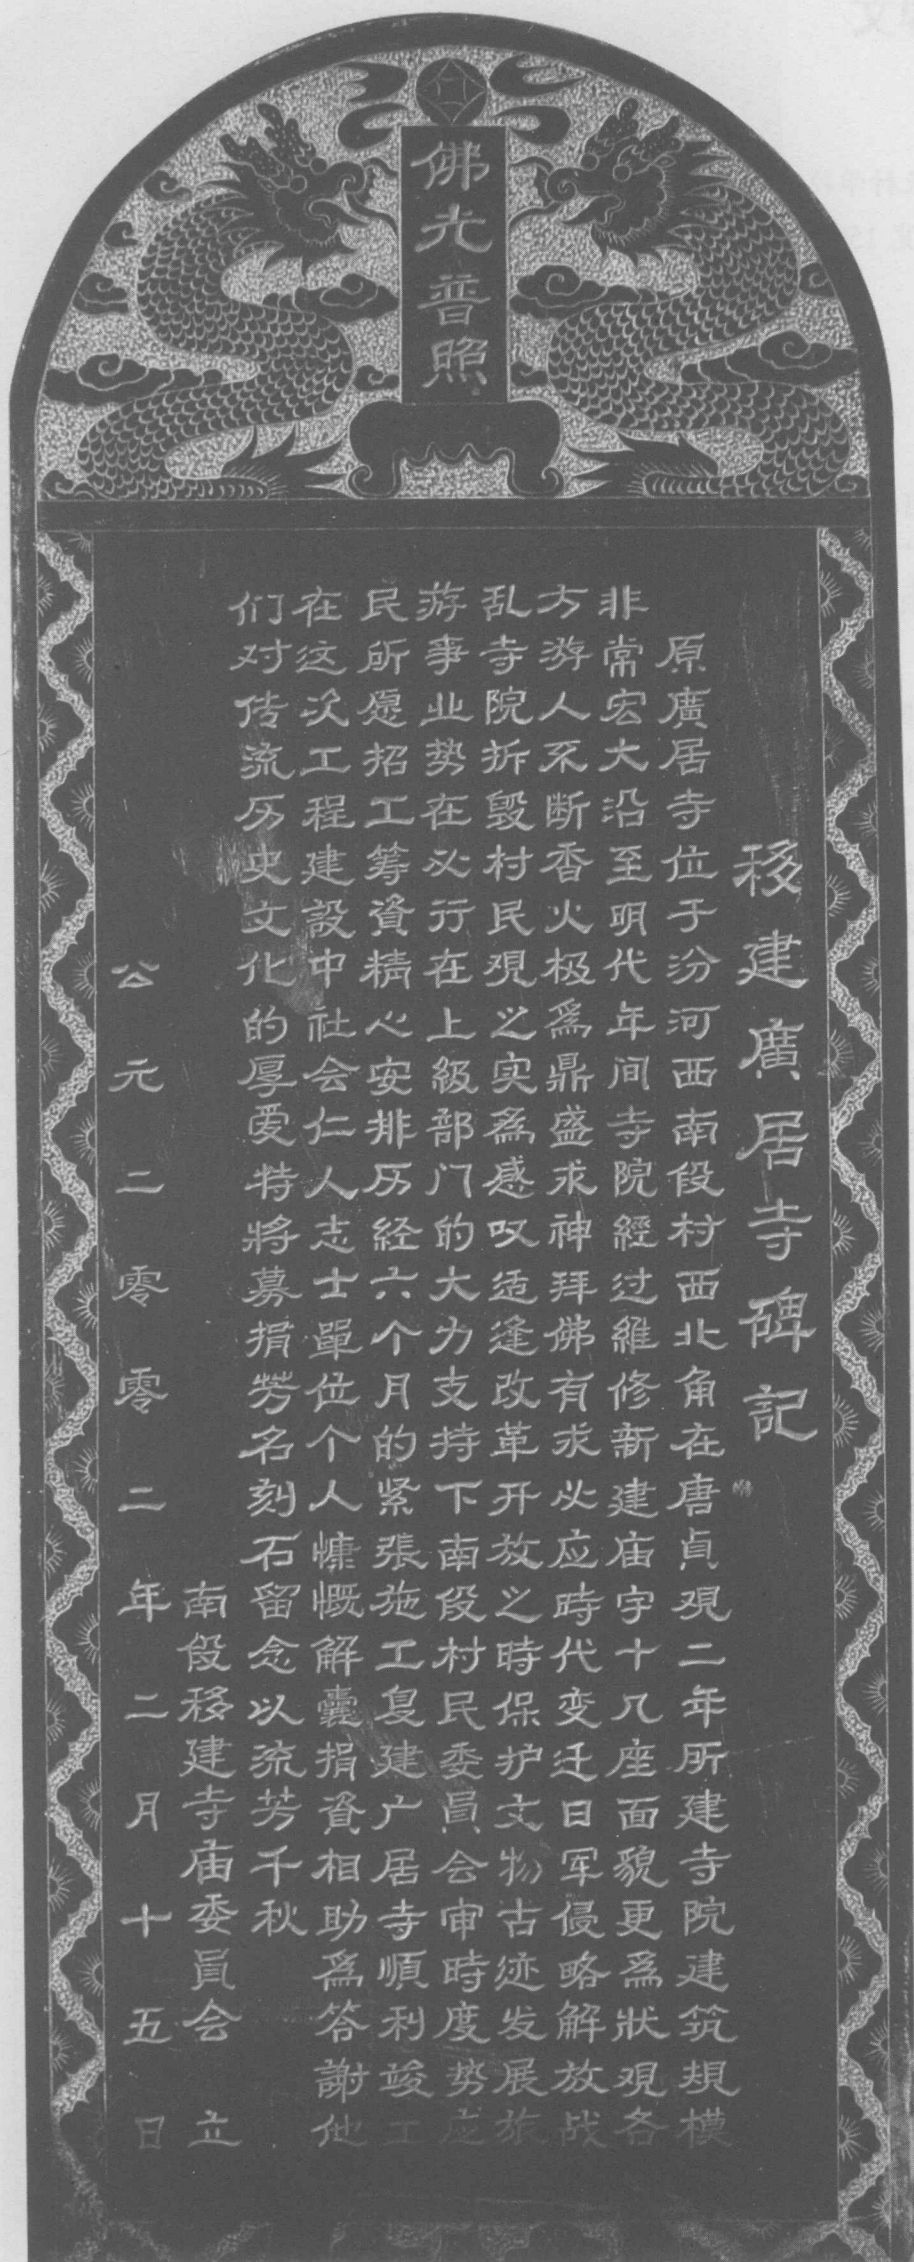 佛光普照
移建廣居寺碑記
原廣居寺位于汾河西南段村西北角在唐貞观二年所建寺院建筑規模
非常宏大沿至明代年间寺院經过維修新建庙宇十几座面貌更為狀观各
方游人不断香火极為鼎盛求神拜佛有求必应時代变迁日军侵略解放战
乱寺院拆毁村民观之实為感叹适逢改革开放之時保护文物古迹发展旅
游事业势在必行在上級部门的大力支持下南段村民委員会审時度势应
民所愿招工筹資精心安排历经六个月的紧張施工复建广居寺順利竣工
在这次工程建設中社会仁人志士單位个人慷慨解囊捐資相助為答謝他
们对传流历史文化的厚爱特將募捐芳名刻石留念以流芳千秋
南段移建寺庙委員会 立
公元二零零二年二月十五日